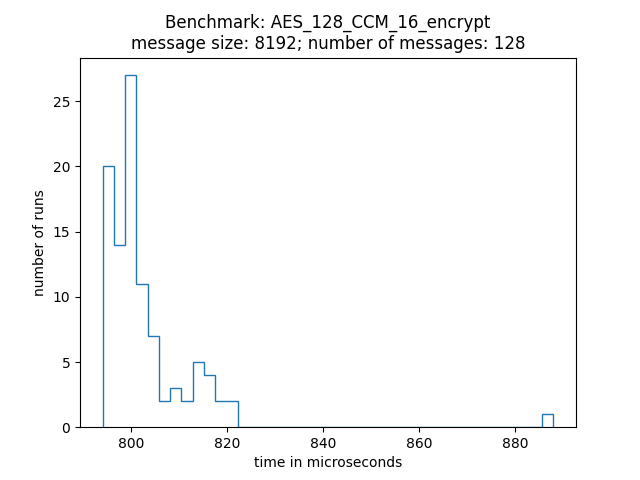 Benchmark: AES_128_CCM_16_encrypt
message size: 8192; number of messages: 128
number of runs
25
20
15
10
5
0
800 820 840 860 880
time in microseconds